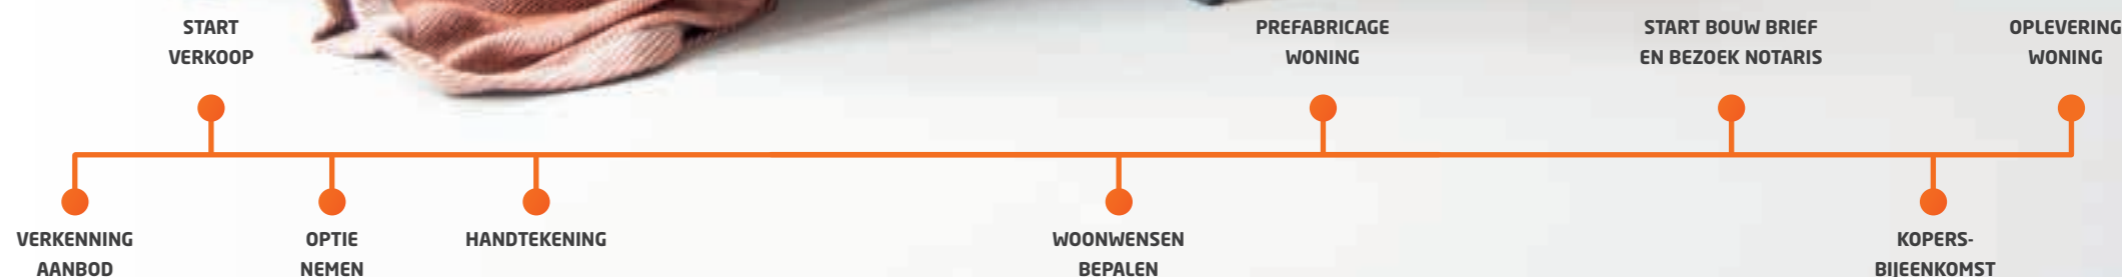 START
VERKOOP
PREFABRICAGE
WONING
START BOUW BRIEF
EN BEZOEK NOTARIS
OPLEVERING
WONING
VERKENNING
AANBOD
OPTIE
NEMEN
HANDTEKENING
WOONWENSEN
BEPALEN
KOPERS-
BIJEENKOMST